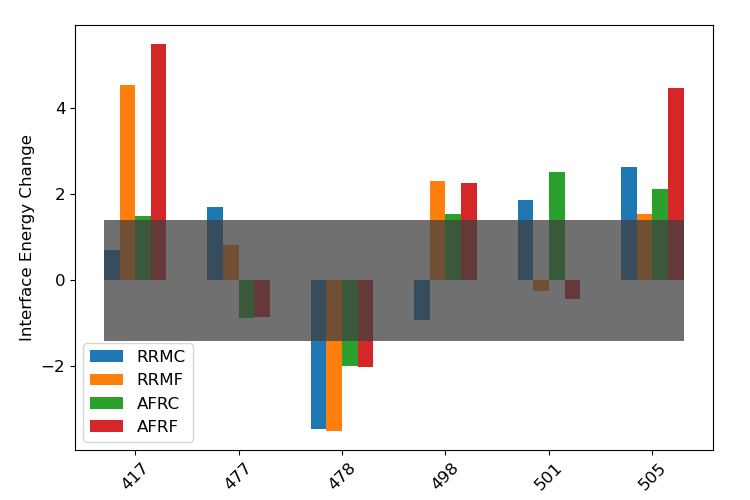 Interface Energy Change
4
2
0
−2
RRMC
RRMF
AFRC
AFRF
417
477
478
498
501
505